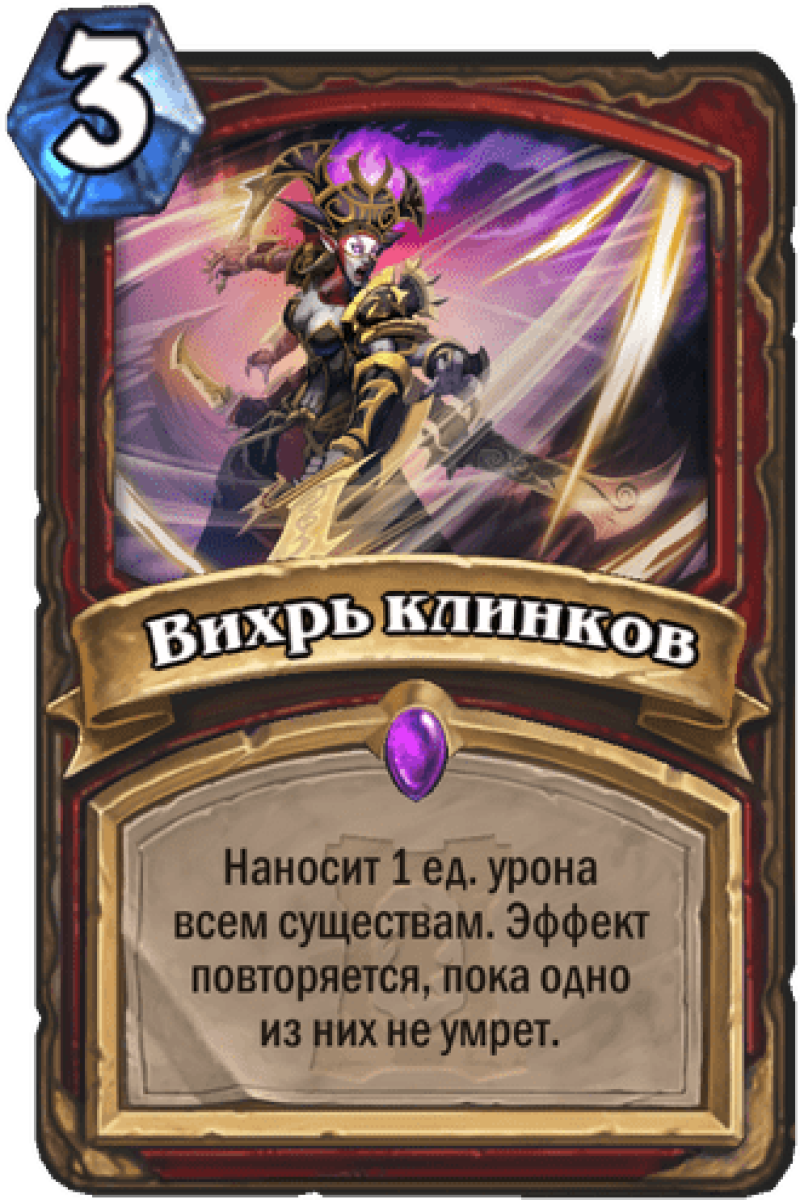 3
Вихрь клинков
Наносит 1 ед. урона
всем существам. Эффект
повторяется, пока одно
из них не умрет.